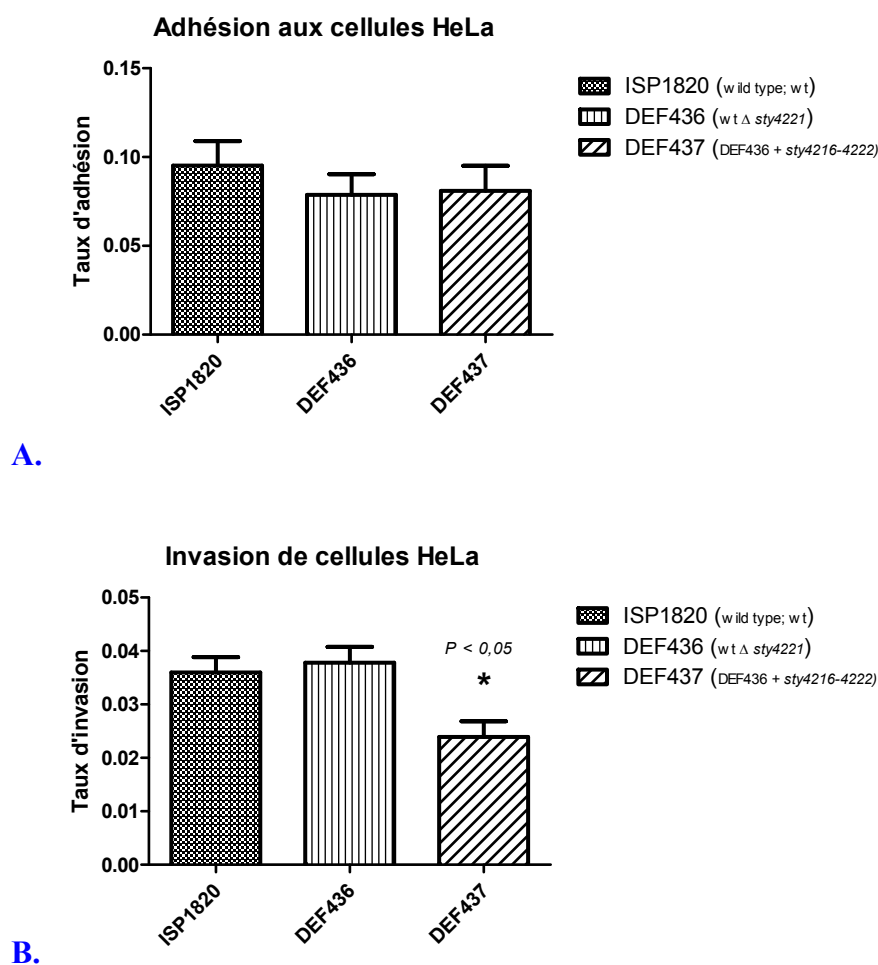 Adhésion aux cellules HeLa
0.15
0.10
0.05
0.00
Taux d'adhésion
ISP1820
DEF436
DEF437
ISP1820 (wild type; wt)
DEF436 (wt Δ sty4221)
DEF437 (DEF436 + sty4216-4222)
A.
Invasion de cellules HeLa
0.05
0.04
0.03
0.02
0.01
0.00
Taux d'invasion
P < 0,05
*
ISP1820
DEF436
DEF437
ISP1820 (wild type; wt)
DEF436 (wt Δ sty4221)
DEF437 (DEF436 + sty4216-4222)
B.